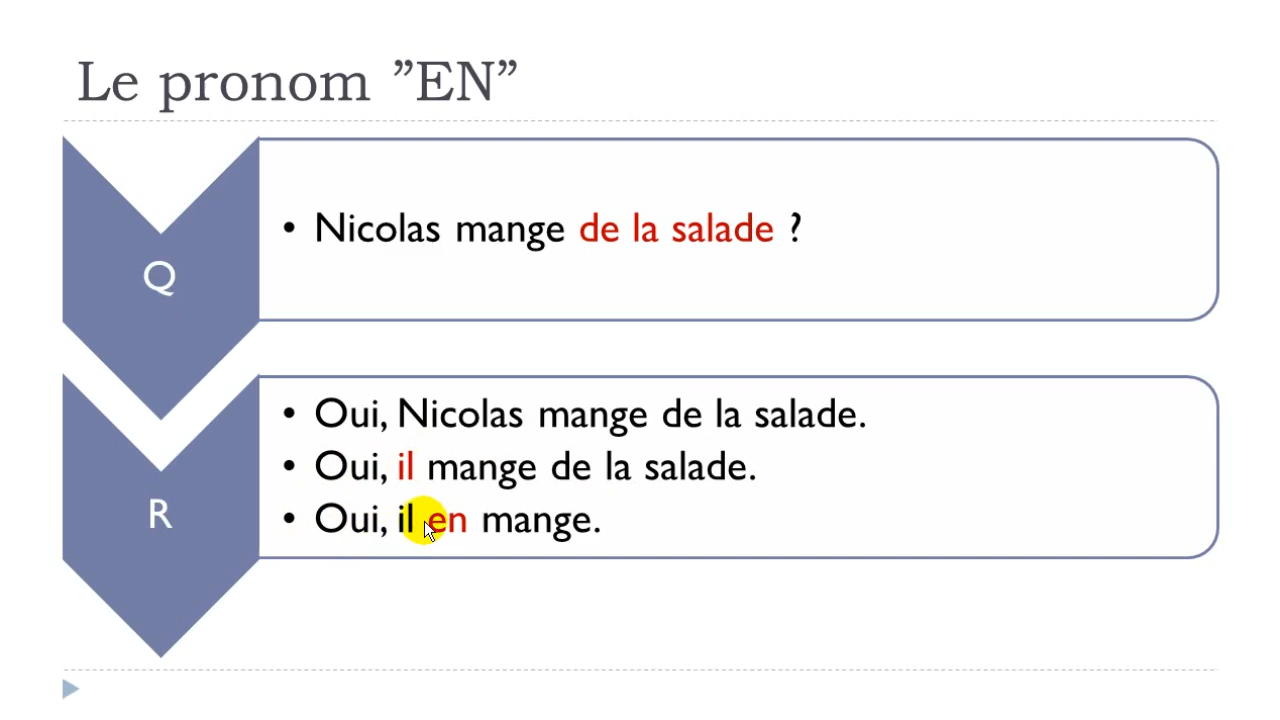 Le pronom ”EN”
Q
• Nicolas mange de la salade ?
R
• Oui, Nicolas mange de la salade.
• Oui, il mange de la salade.
• Oui, il en mange.